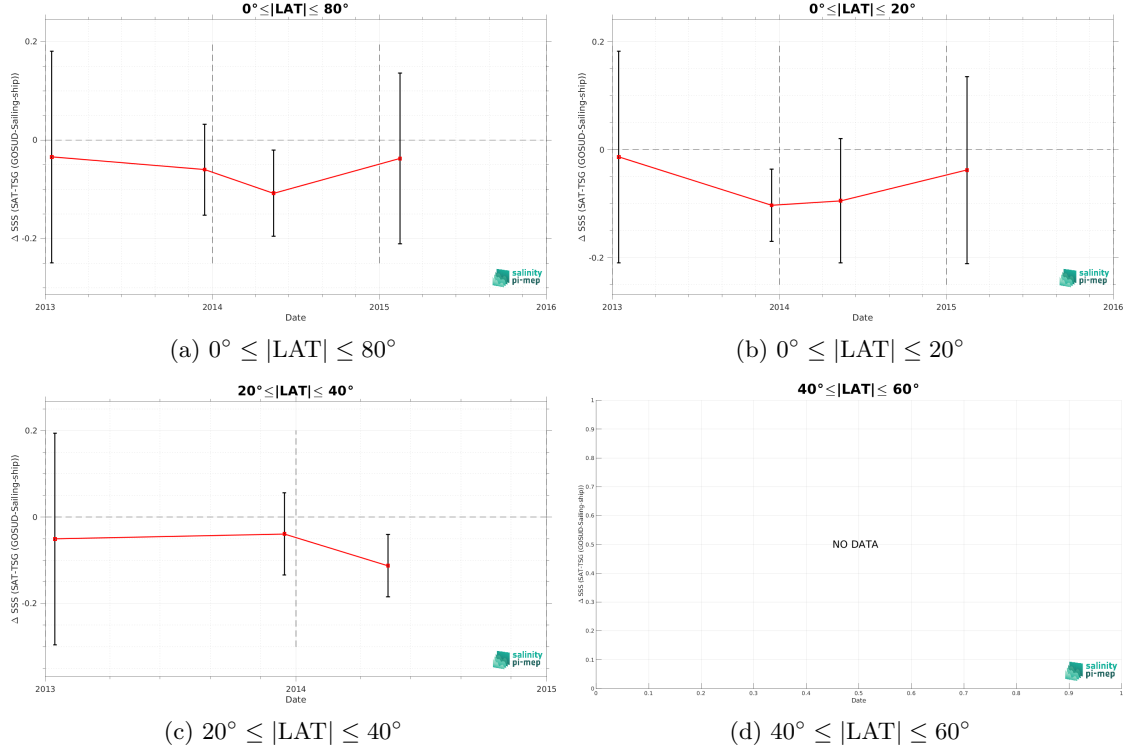 0°≤|LAT|≤ 80°
Δ SSS (SAT-TSG (GOSUD-Sailing-ship))
0.2
0
-0.2
salinity
pi-mep
2013
2014
2015
2016
Date
(a) 0° ≤ |LAT| ≤ 80°
0°≤|LAT|≤ 20°
Δ SSS (SAT-TSG (GOSUD-Sailing-ship))
0.2
0
-0.2
salinity
pi-mep
2013
2014
2015
2016
Date
(b) 0° ≤ |LAT| ≤ 20°
20°≤|LAT|≤ 40°
Δ SSS (SAT-TSG (GOSUD-Sailing-ship))
0.2
0
-0.2
salinity
pi-mep
2013
2014
2015
Date
(c) 20° ≤ |LAT| ≤ 40°
40°≤|LAT|≤ 60°
Δ SSS (SAT-TSG (GOSUD-Sailing-ship))
1
0.9
0.8
0.7
0.6
0.5
0.4
0.3
0.2
0.1
0
NO DATA
salinity
pi-mep
0
0.1
0.2
0.3
0.4
0.5
0.6
0.7
0.8
0.9
1
Date
(d) 40° ≤ |LAT| ≤ 60°